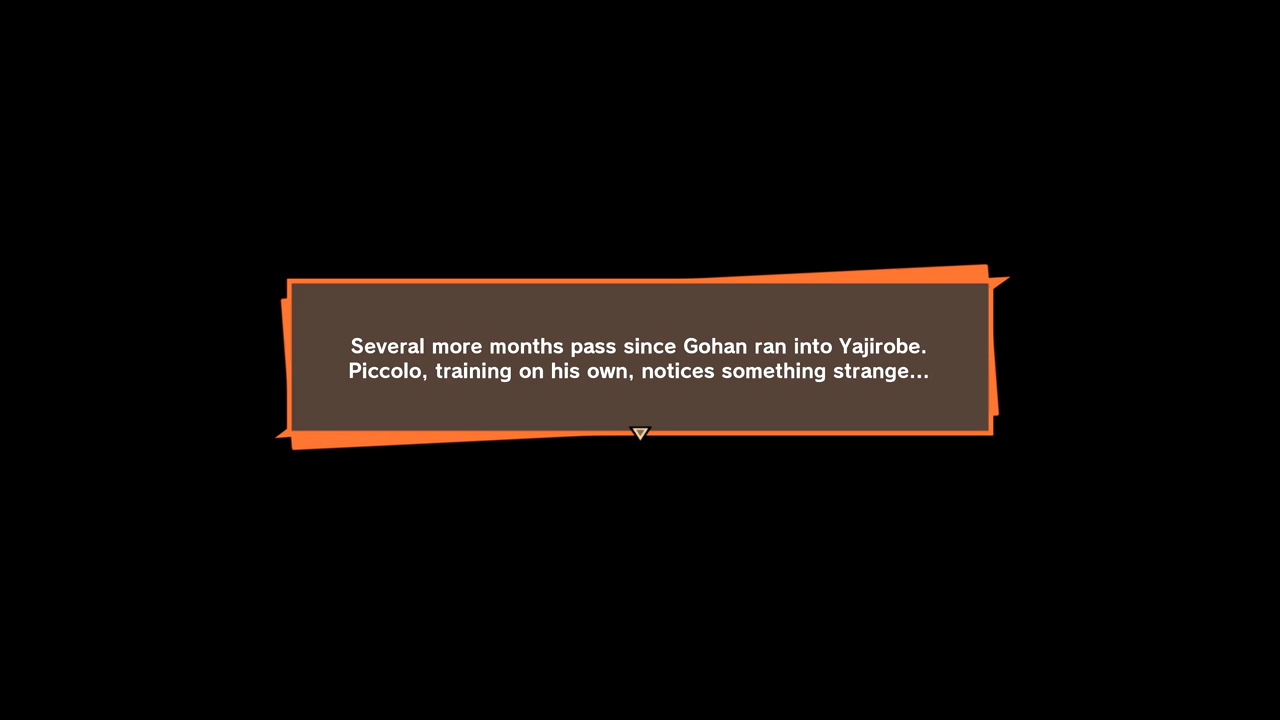 Several more months pass since Gohan ran into Yajirobe.
Piccolo, training on his own, notices something strange...